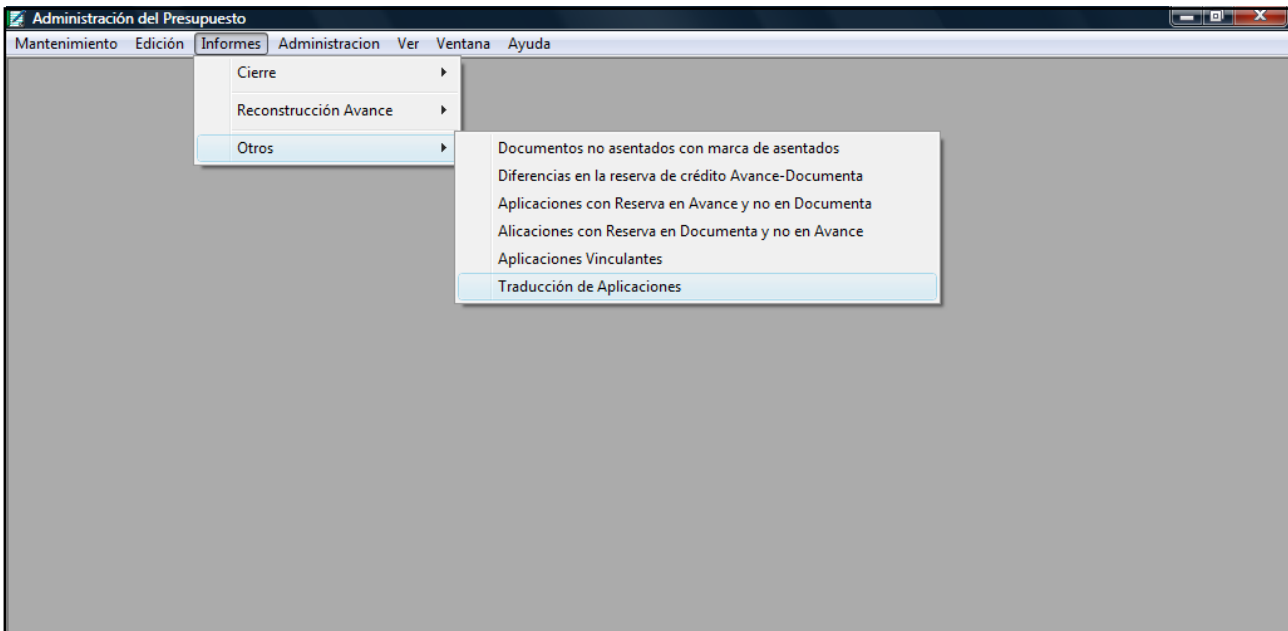 Administración del Presupuesto
Mantenimiento Edición Informes Administracion Ver Ventana Ayuda
Cierre
Reconstrucción Avance
Otros
Documentos no asentados con marca de asentados
Diferencias en la reserva de crédito Avance-Documenta
Aplicaciones con Reserva en Avance y no en Documenta
Alicaciones con Reserva en Documenta y no en Avance
Aplicaciones Vinculantes
Traducción de Aplicaciones